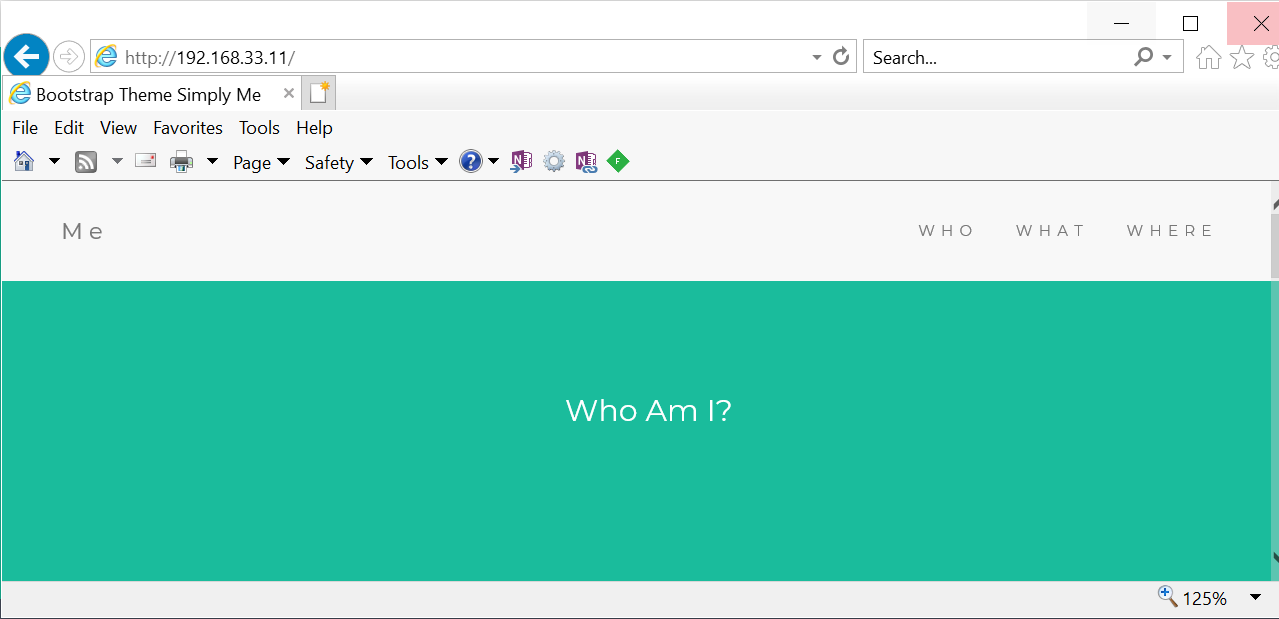 http://192.168.33.11/
Search...
Bootstrap Theme Simply Me
File Edit View Favorites Tools Help
Page Safety Tools
Me WHO WHAT WHERE
Who Am I?
125%